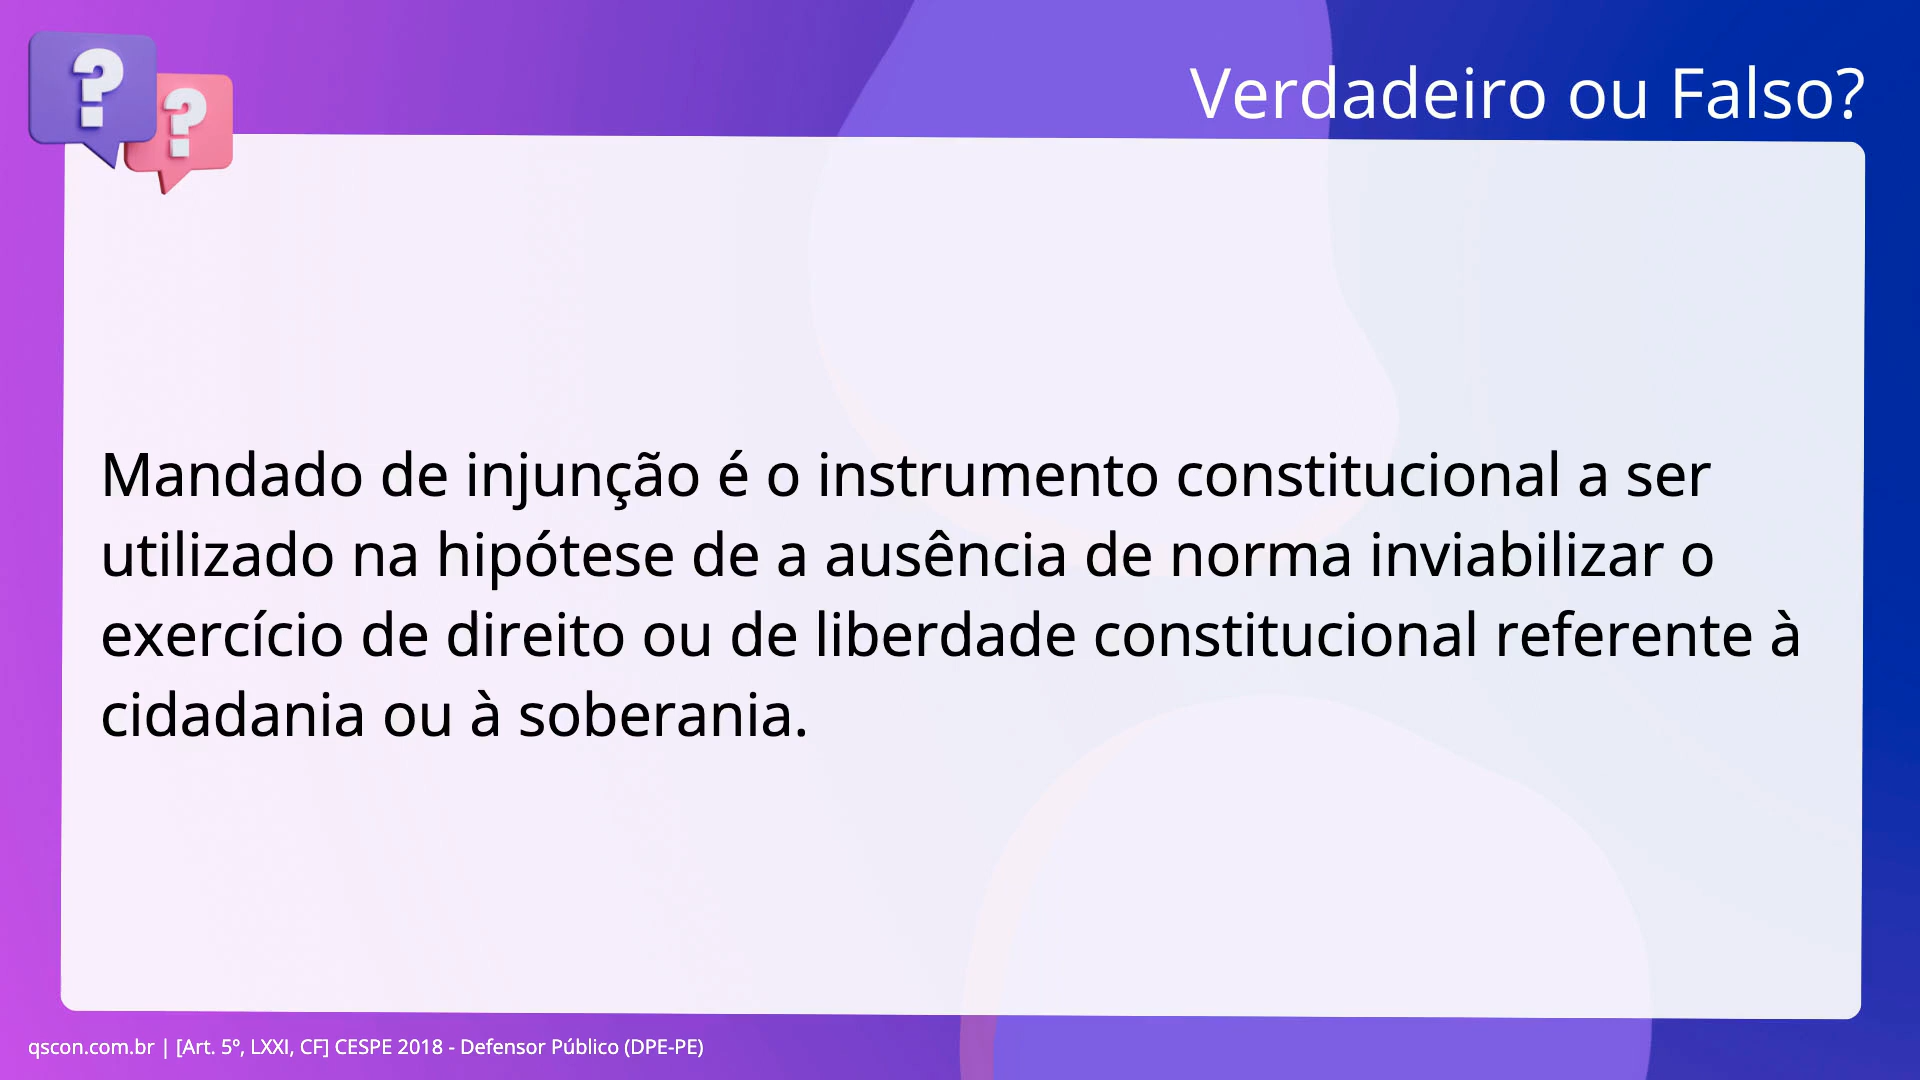 ? ?
Verdadeiro ou Falso?
Mandado de injunção é o instrumento constitucional a ser
utilizado na hipótese de a ausência de norma inviabilizar o
exercício de direito ou de liberdade constitucional referente à
cidadania ou à soberania.
qscon.com.br | [Art. 5º, LXXI, CF] CESPE 2018 - Defensor Público (DPE-PE)